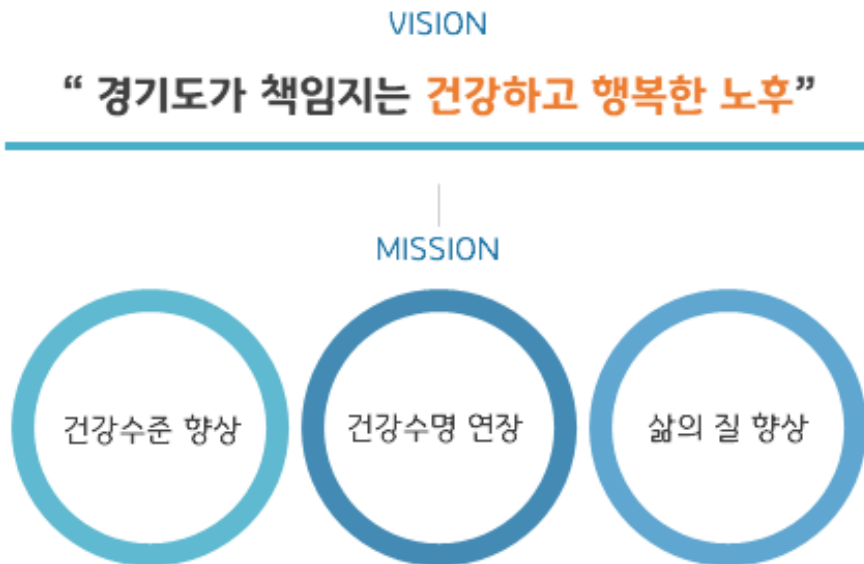 VISION
“ 경기도가 책임지는 건강하고 행복한 노후”
MISSION
건강수준 향상
건강수명 연장
삶의 질 향상